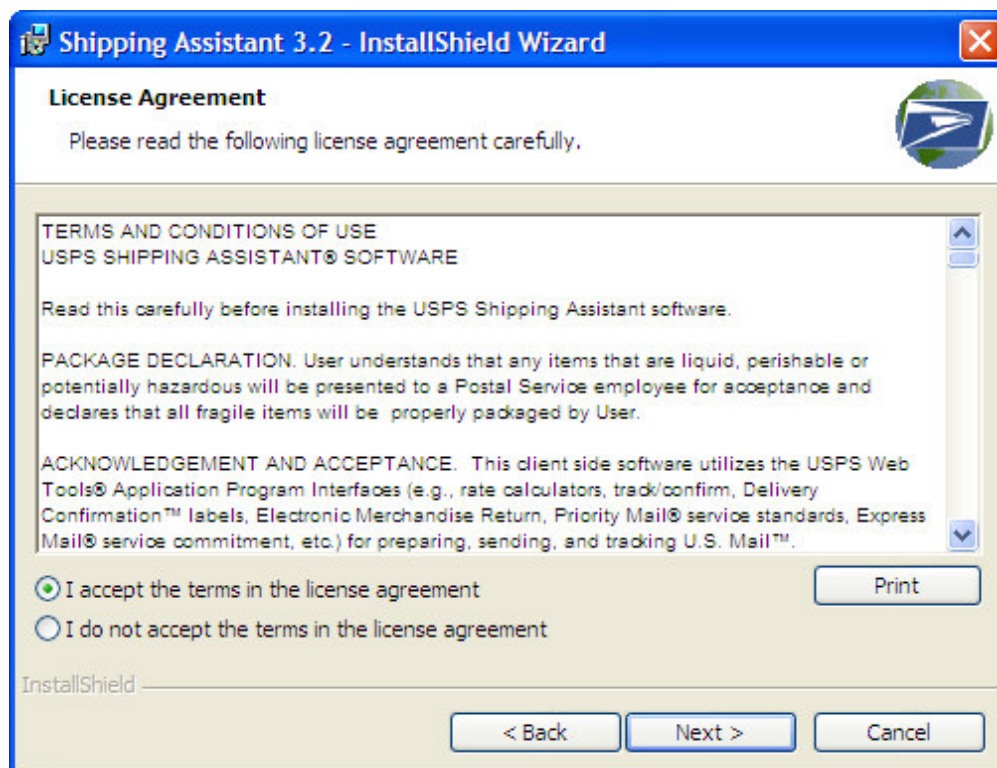 Shipping Assistant 3.2 - InstallShield Wizard
License Agreement
Please read the following license agreement carefully.
TERMS AND CONDITIONS OF USE
USPS SHIPPING ASSISTANT® SOFTWARE
Read this carefully before installing the USPS Shipping Assistant software.
PACKAGE DECLARATION. User understands that any items that are liquid, perishable or
potentially hazardous will be presented to a Postal Service employee for acceptance and
declares that all fragile items will be properly packaged by User.
ACKNOWLEDGEMENT AND ACCEPTANCE. This client side software utilizes the USPS Web
Tools® Application Program Interfaces (e.g., rate calculators, track/confirm, Delivery
Confirmation™ labels, Electronic Merchandise Return, Priority Mail® service standards, Express
Mail® service commitment, etc.) for preparing, sending, and tracking U.S. Mail™.
I accept the terms in the license agreement
Print
I do not accept the terms in the license agreement
InstallShield
< Back
Next >
Cancel